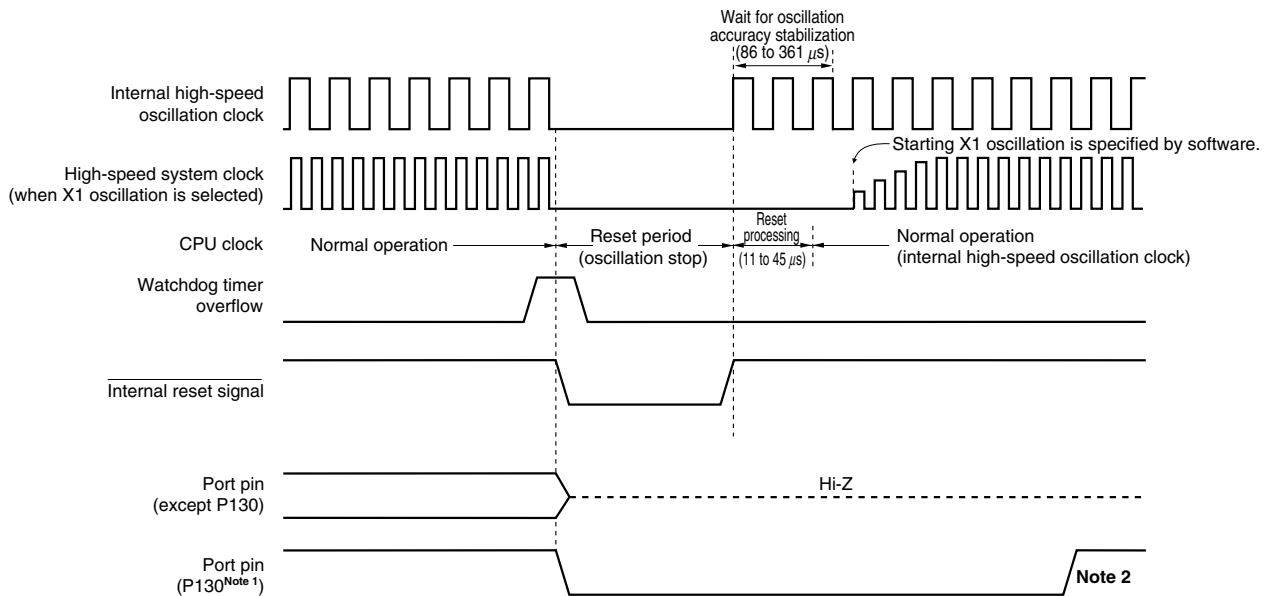 Wait for oscillation
accuracy stabilization
(86 to 361 μs)
Internal high-speed
oscillation clock
Starting X1 oscillation is specified by software.
High-speed system clock
(when X1 oscillation is selected)
CPU clock
Normal operation
Reset period
(oscillation stop)
Reset
processing
(11 to 45 μs)
Normal operation
(internal high-speed oscillation clock)
Watchdog timer
overflow
Internal reset signal
Port pin
(except P130)
Hi-Z
Port pin
(P130Note 1)
Note 2